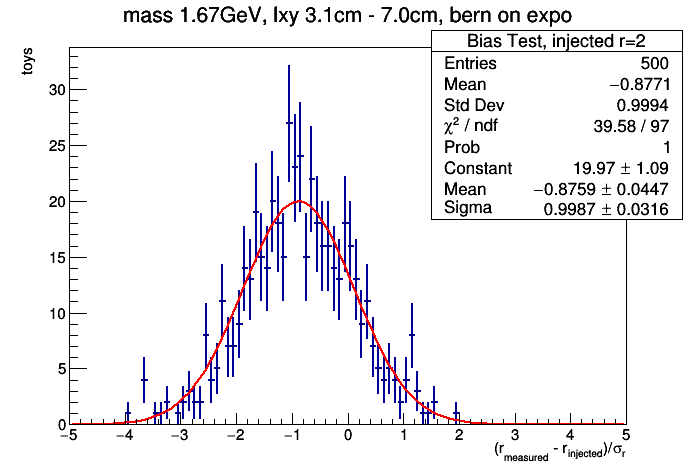 mass 1.67GeV, lxy 3.1cm - 7.0cm, bern on expo
Bias Test, injected r=2
Entries 500
Mean −0.8771
Std Dev 0.9994
χ² / ndf 39.58 / 97
Prob 1
Constant 19.97 ± 1.09
Mean −0.8759 ± 0.0447
Sigma 0.9987 ± 0.0316
toys
30
25
20
15
10
5
0
−5 −4 −3 −2 −1 0 1 2 3 4 5
(r_measured - r_injected)/σ_r